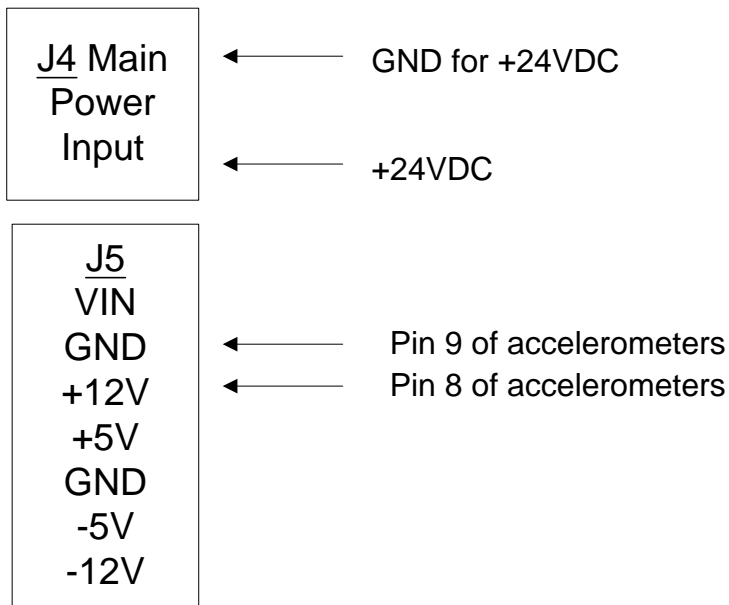 J4 Main
Power
Input
GND for +24VDC
+24VDC
J5
VIN
GND
Pin 9 of accelerometers
+12V
Pin 8 of accelerometers
+5V
GND
-5V
-12V